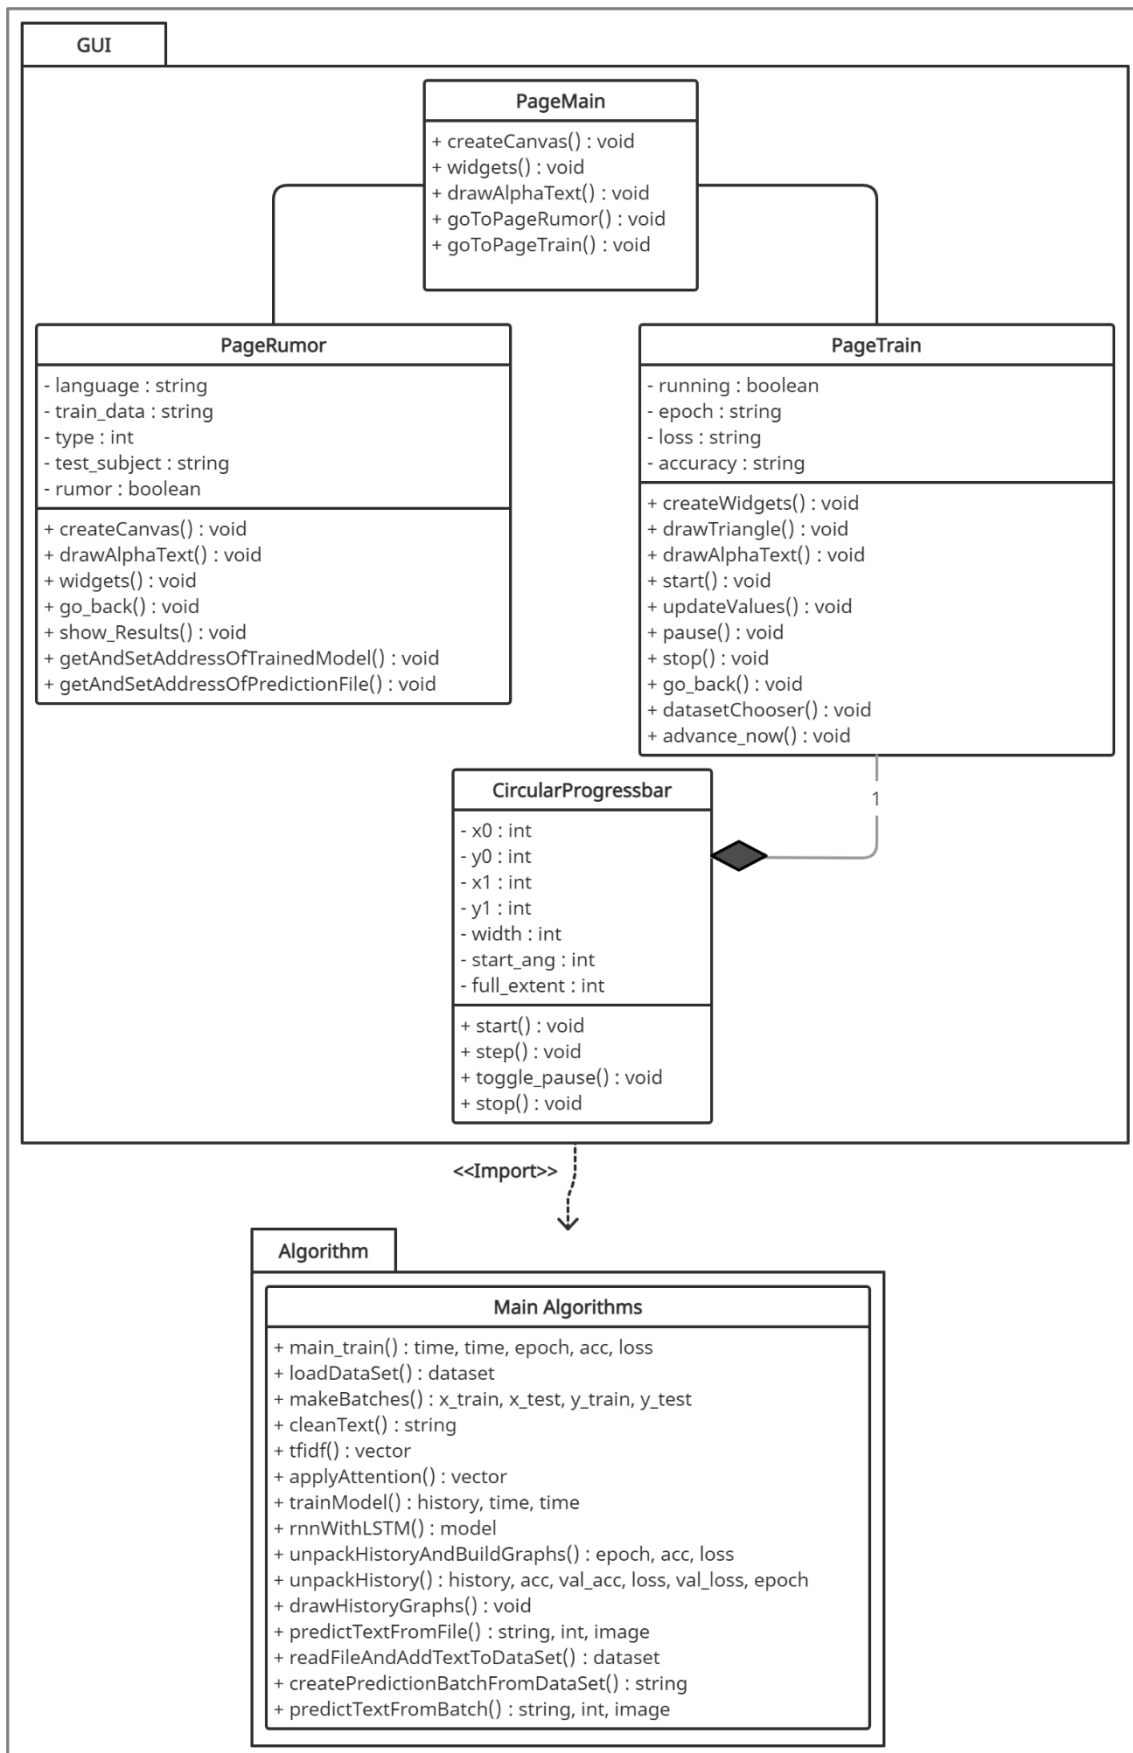 GUI
PageMain
+ createCanvas() : void
+ widgets() : void
+ drawAlphaText() : void
+ goToPageRumor() : void
+ goToPageTrain() : void
PageRumor
- language : string
- train_data : string
- type : int
- test_subject : string
- rumor : boolean
+ createCanvas() : void
+ drawAlphaText() : void
+ widgets() : void
+ go_back() : void
+ show_Results() : void
+ getAndSetAddressOfTrainedModel() : void
+ getAndSetAddressOfPredictionFile() : void
PageTrain
- running : boolean
- epoch : string
- loss : string
- accuracy : string
+ createWidgets() : void
+ drawTriangle() : void
+ drawAlphaText() : void
+ start() : void
+ updateValues() : void
+ pause() : void
+ stop() : void
+ go_back() : void
+ datasetChooser() : void
+ advance_now() : void
1
CircularProgressbar
- x0 : int
- y0 : int
- x1 : int
- y1 : int
- width : int
- start_ang : int
- full_extent : int
+ start() : void
+ step() : void
+ toggle_pause() : void
+ stop() : void
<<Import>>
Algorithm
Main Algorithms
+ main_train() : time, time, epoch, acc, loss
+ loadDataSet() : dataset
+ makeBatches() : x_train, x_test, y_train, y_test
+ cleanText() : string
+ tfidf() : vector
+ applyAttention() : vector
+ trainModel() : history, time, time
+ rnnWithLSTM() : model
+ unpackHistoryAndBuildGraphs() : epoch, acc, loss
+ unpackHistory() : history, acc, val_acc, loss, val_loss, epoch
+ drawHistoryGraphs() : void
+ predictTextFromFile() : string, int, image
+ readFileAndAddTextToDataSet() : dataset
+ createPredictionBatchFromDataSet() : string
+ predictTextFromBatch() : string, int, image